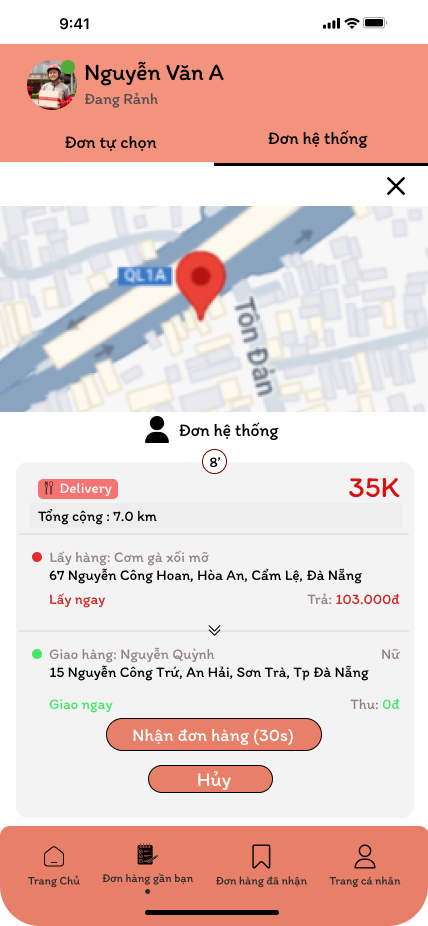 9:41
Nguyễn Văn A
Đang Rảnh
Đơn tự chọn
Đơn hệ thống
QL1A
Tôn Đản
Đơn hệ thống
8'
Delivery
35K
Tổng cộng : 7.0 km
Lấy hàng: Cơm gà xối mỡ
67 Nguyễn Công Hoan, Hòa An, Cẩm Lệ, Đà Nẵng
Lấy ngay
Trả: 103.000đ
Giao hàng: Nguyễn Quỳnh
Nữ
15 Nguyễn Công Trứ, An Hải, Sơn Trà, Tp Đà Nẵng
Giao ngay
Thu: 0đ
Nhận đơn hàng (30s)
Hủy
Trang Chủ
Đơn hàng gần bạn
Đơn hàng đã nhận
Trang cá nhân